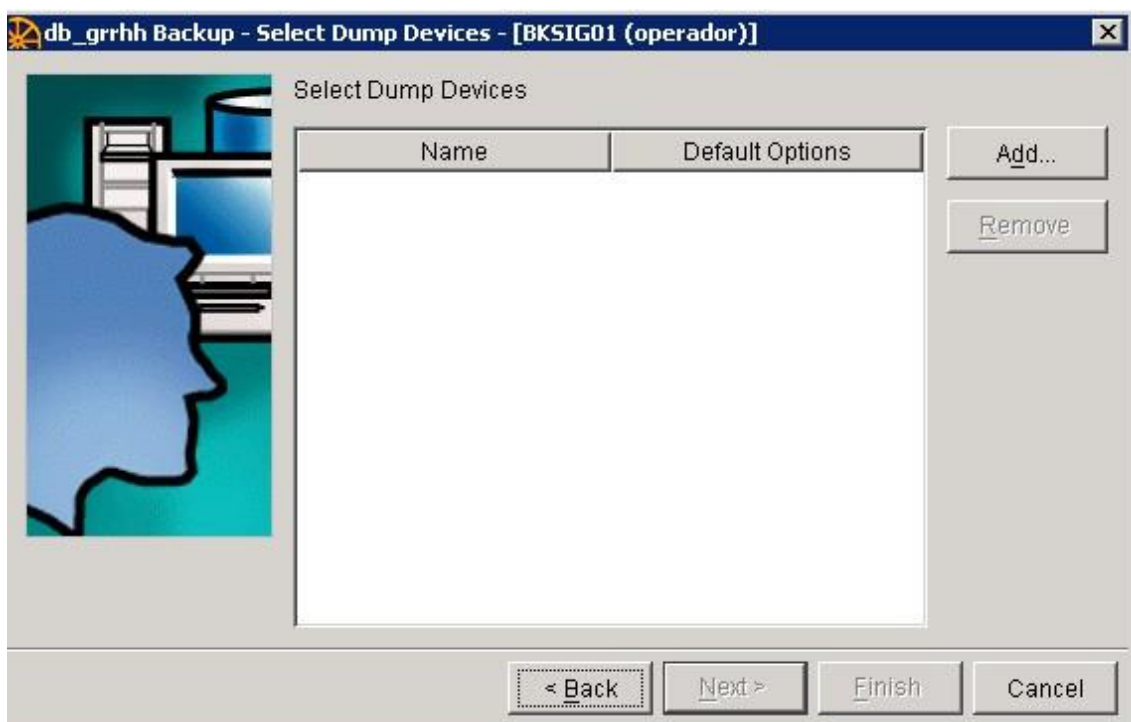 db_grrhh Backup - Select Dump Devices - [BKSIG01 (operador)]
Select Dump Devices
Name Default Options
Add...
Remove
< Back Next > Finish Cancel